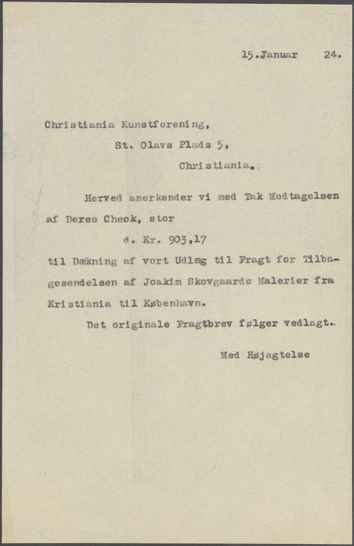 15.Januar 24.
Christiania Kunstforening,
St. Olavs Plads 5,
Christiania.
Herved anerkender vi med Tak Modtagelsen
af Deres Check, stor
d. Kr. 903,17
til Dækning af vort Udlæg til Fragt for Tilba-
gesendelsen af Joakim Skovgaards Malerier fra
Kristiania til København.
Det originale Fragtbrev følger vedlagt.
Med Højagtelse